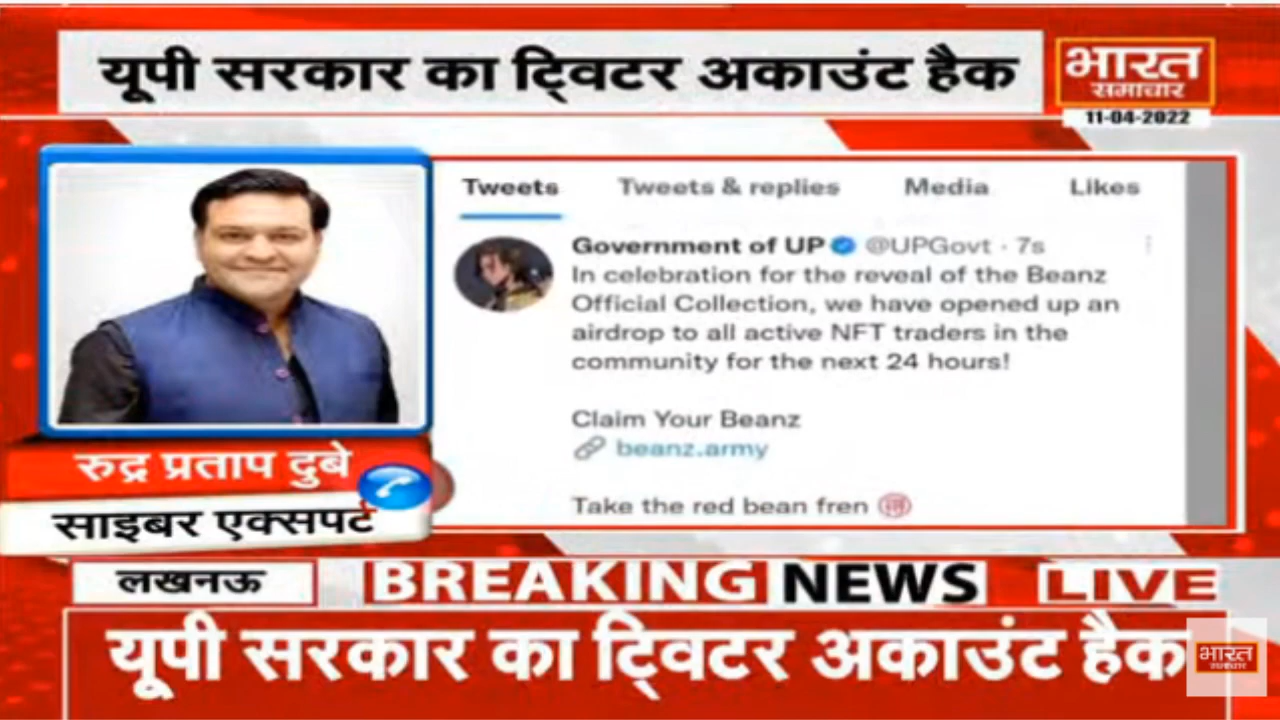 यूपी सरकार का ट्विटर अकाउंट हैक
भारत
समाचार
11-04-2022
Tweets Tweets & replies Media Likes
Government of UP @UPGovt · 7s
In celebration for the reveal of the Beanz
Official Collection, we have opened up an
airdrop to all active NFT traders in the
community for the next 24 hours!
Claim Your Beanz
beanz.army
Take the red bean fren
रुद्र प्रताप दुबे
साइबर एक्सपर्ट
लखनऊ BREAKING NEWS LIVE
यूपी सरकार का ट्विटर अकाउंट हैक
भारत
समाचार